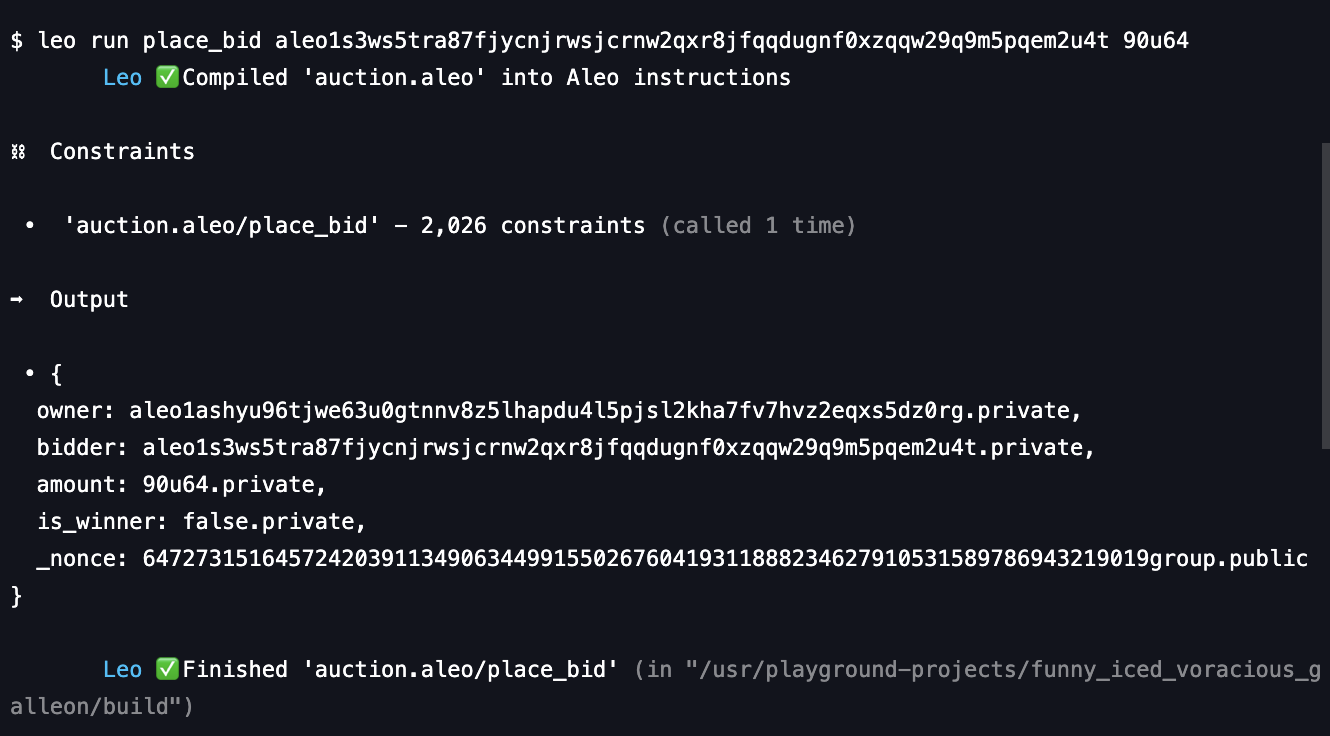 $ leo run place_bid aleo1s3ws5tra87fjycnjrwsjcrnw2qxr8jfqqdugnf0xzqqw29q9m5pqem2u4t 90u64
Leo ✅Compiled 'auction.aleo' into Aleo instructions
⛓ Constraints
• 'auction.aleo/place_bid' – 2,026 constraints (called 1 time)
➡ Output
• {
owner: aleo1ashyu96tjwe63u0gtnnv8z5lhapdu4l5pjsl2kha7fv7hvz2eqxs5dz0rg.private,
bidder: aleo1s3ws5tra87fjycnjrwsjcrnw2qxr8jfqqdugnf0xzqqw29q9m5pqem2u4t.private,
amount: 90u64.private,
is_winner: false.private,
_nonce: 6472731516457242039113490634499155026760419311888234627910531589786943219019group.public
}
Leo ✅Finished 'auction.aleo/place_bid' (in "/usr/playground-projects/funny_iced_voracious_g
alleon/build")